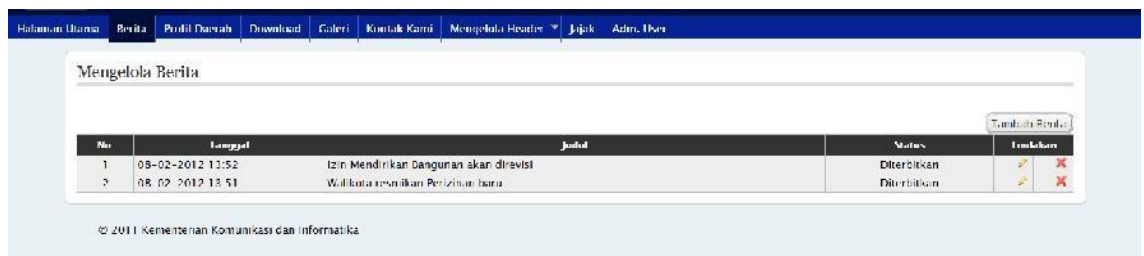 Halaman Utama Berita Profil Daerah Download Galeri Kontak Kami Mengelola Header Jajak Adm. User
Mengelola Berita
Tambah Berita
No Tanggal Judul Status Tindakan
1 08-02-2012 13:52 Izin Mendirikan Bangunan akan direvisi Diterbitkan
2 08-02-2012 13:51 Walikota resmikan Perizinan baru Diterbitkan
© 2011 Kementerian Komunikasi dan Informatika